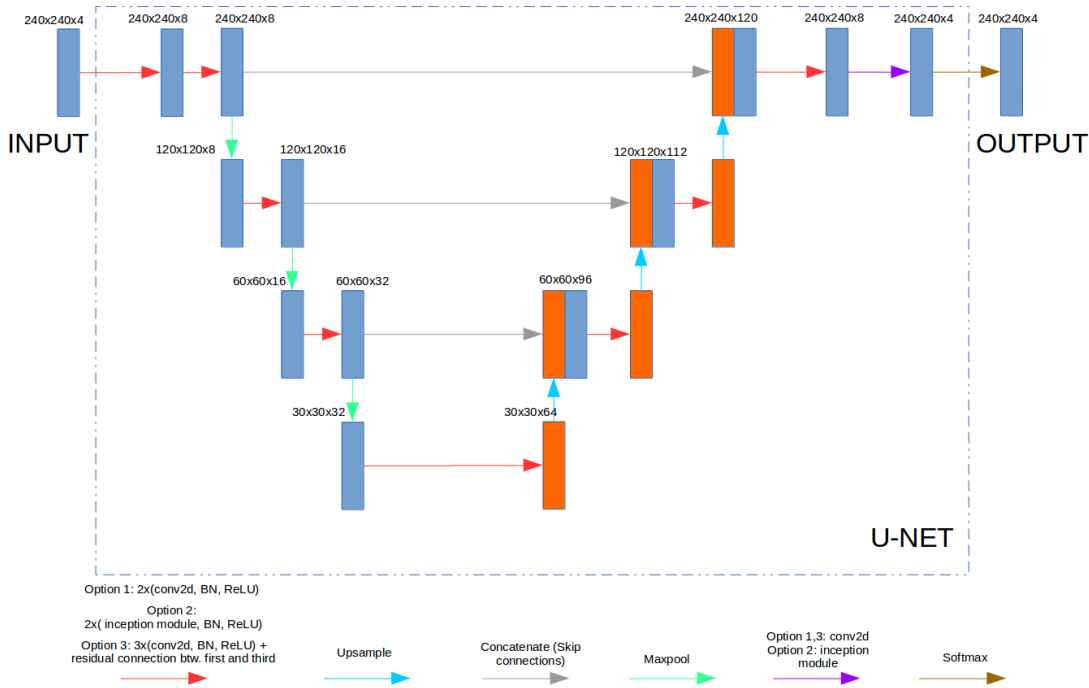 240x240x4
240x240x8
240x240x8
240x240x120
240x240x8
240x240x4
240x240x4
INPUT
OUTPUT
120x120x8
120x120x16
120x120x112
60x60x16
60x60x32
60x60x96
30x30x32
30x30x64
U-NET
Option 1: 2x(conv2d, BN, ReLU)
Option 2:
2x( inception module, BN, ReLU)
Option 3: 3x(conv2d, BN, ReLU) +
residual connection btw. first and third
Upsample
Concatenate (Skip
connections)
Maxpool
Option 1,3: conv2d
Option 2: inception
module
Softmax